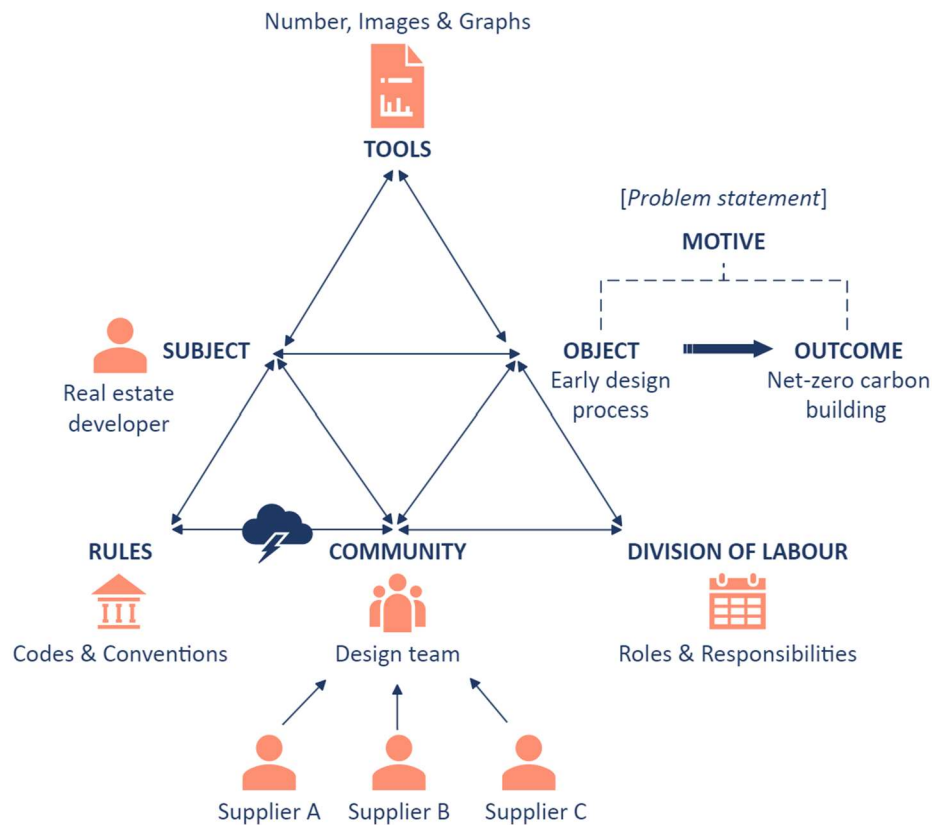 Number, Images & Graphs
TOOLS
[Problem statement]
MOTIVE
SUBJECT
Real estate
developer
OBJECT
Early design
process
OUTCOME
Net-zero carbon
building
RULES
Codes & Conventions
COMMUNITY
Design team
DIVISION OF LABOUR
Roles & Responsibilities
Supplier A
Supplier B
Supplier C